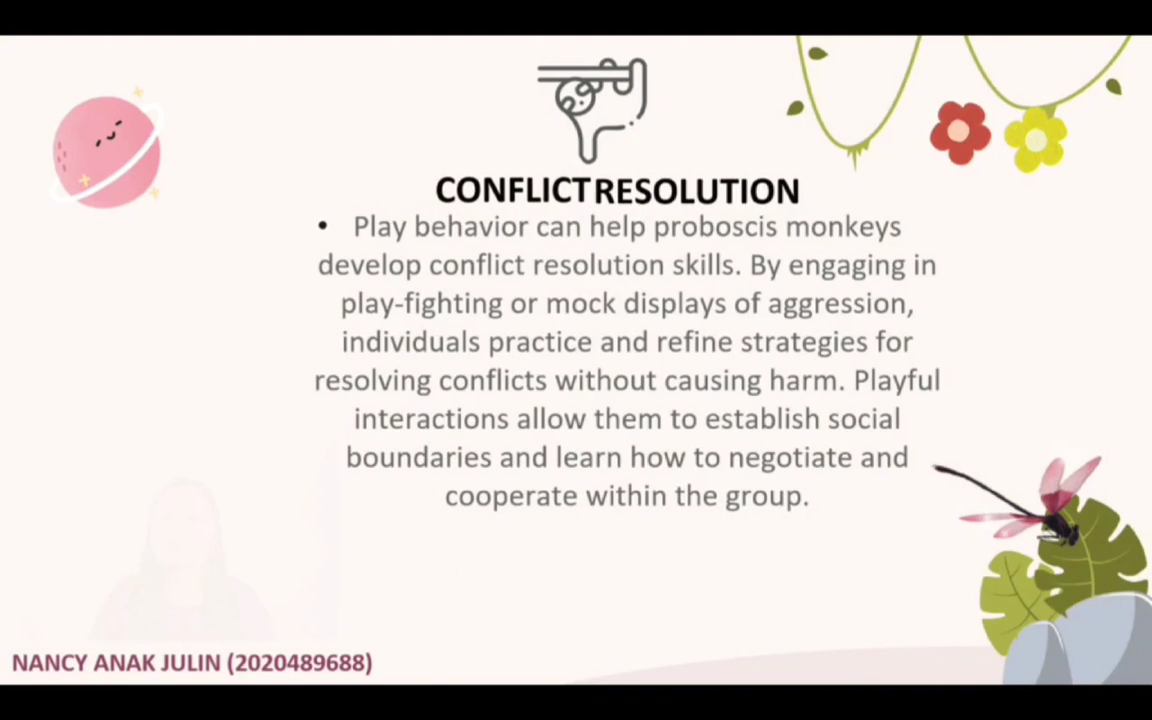 CONFLICT RESOLUTION
• Play behavior can help proboscis monkeys
develop conflict resolution skills. By engaging in
play-fighting or mock displays of aggression,
individuals practice and refine strategies for
resolving conflicts without causing harm. Playful
interactions allow them to establish social
boundaries and learn how to negotiate and
cooperate within the group.
NANCY ANAK JULIN (2020489688)